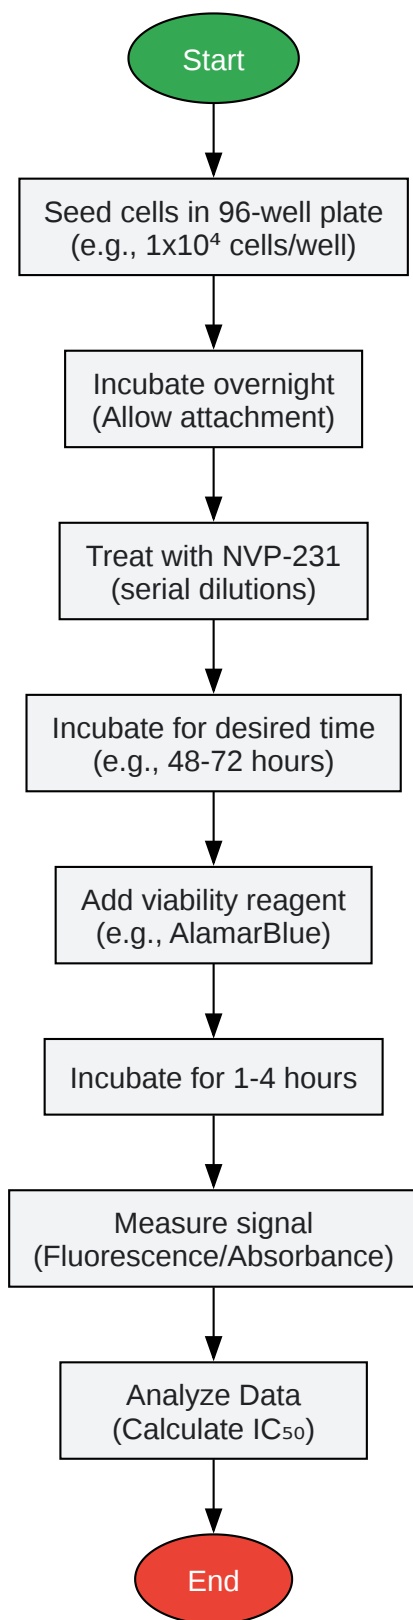 Start
Seed cells in 96-well plate
(e.g., 1x10⁴ cells/well)
Incubate overnight
(Allow attachment)
Treat with NVP-231
(serial dilutions)
Incubate for desired time
(e.g., 48-72 hours)
Add viability reagent
(e.g., AlamarBlue)
Incubate for 1-4 hours
Measure signal
(Fluorescence/Absorbance)
Analyze Data
(Calculate IC₅₀)
End